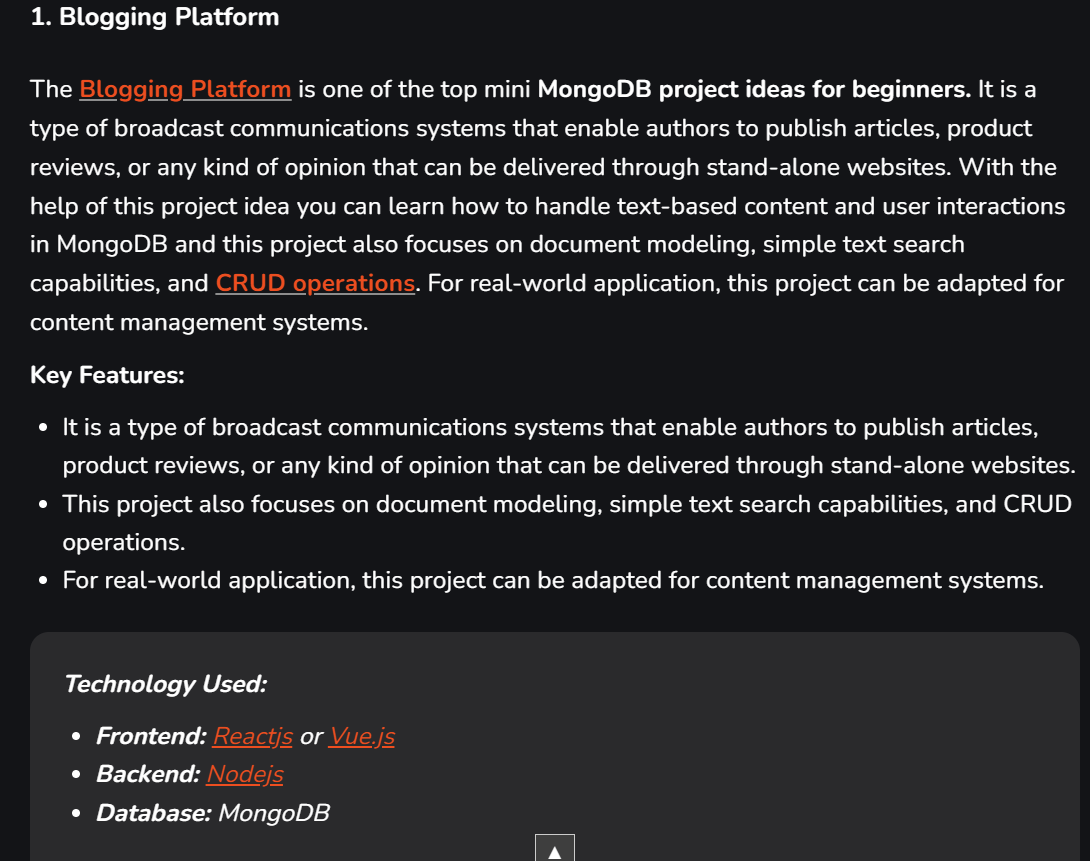 1. Blogging Platform
The Blogging Platform is one of the top mini MongoDB project ideas for beginners. It is a
type of broadcast communications systems that enable authors to publish articles, product
reviews, or any kind of opinion that can be delivered through stand-alone websites. With the
help of this project idea you can learn how to handle text-based content and user interactions
in MongoDB and this project also focuses on document modeling, simple text search
capabilities, and CRUD operations. For real-world application, this project can be adapted for
content management systems.
Key Features:
• It is a type of broadcast communications systems that enable authors to publish articles,
product reviews, or any kind of opinion that can be delivered through stand-alone websites.
• This project also focuses on document modeling, simple text search capabilities, and CRUD
operations.
• For real-world application, this project can be adapted for content management systems.
Technology Used:
• Frontend: Reactjs or Vue.js
• Backend: Nodejs
• Database: MongoDB